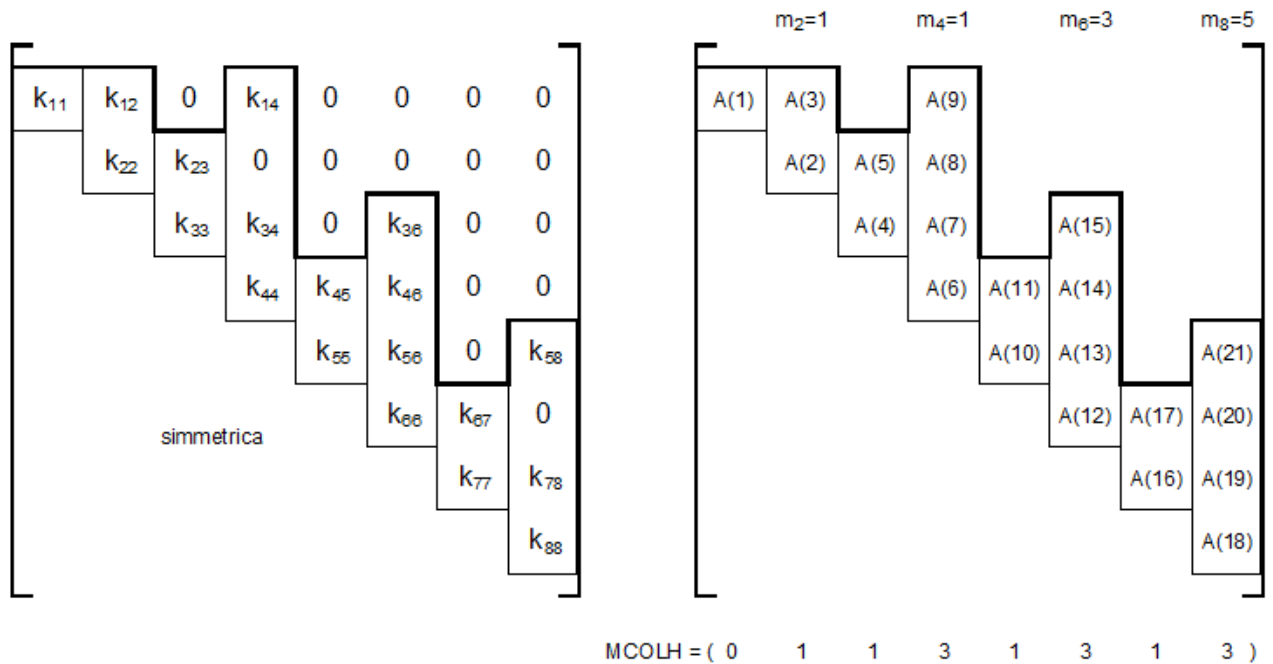 m₂=1 m₄=1 m₆=3 m₈=5
k₁₁ k₁₂ 0 k₁₄ 0 0 0 0 A(1) A(3) A(9)
k₂₂ k₂₃ 0 0 0 0 0 A(2) A(5) A(8)
k₃₃ k₃₄ 0 k₃₆ 0 0 A(4) A(7) A(15)
k₄₄ k₄₅ k₄₆ 0 0 A(6) A(11) A(14)
k₅₅ k₅₆ 0 k₅₈ A(10) A(13) A(21)
simmetrica k₆₆ k₆₇ 0 A(12) A(17) A(20)
k₇₇ k₇₈ A(16) A(19)
k₈₈ A(18)
MCOLH = ( 0 1 1 3 1 3 1 3 )